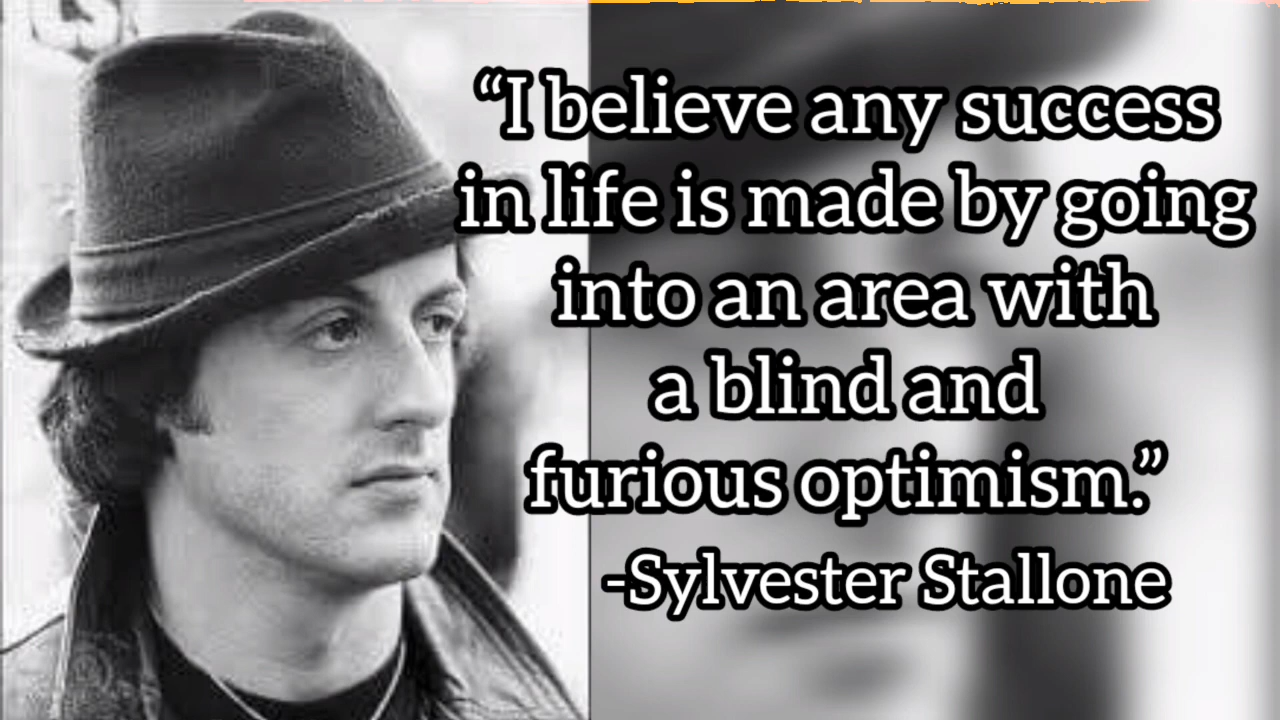 “I believe any success
in life is made by going
into an area with
a blind and
furious optimism.”
-Sylvester Stallone